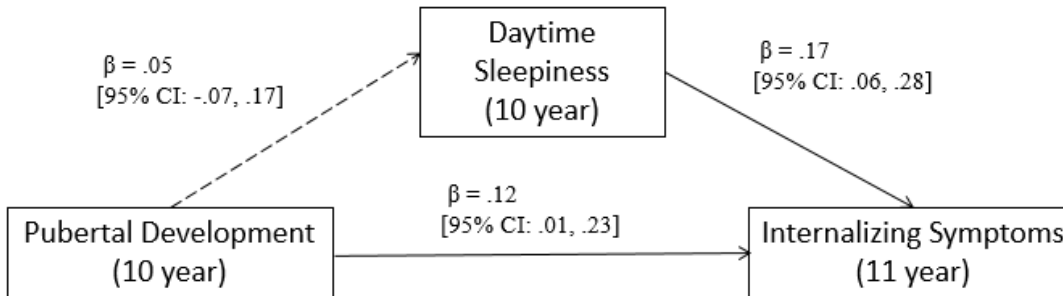 Daytime
Sleepiness
(10 year)
β = .05
[95% CI: -.07, .17]
β = .17
[95% CI: .06, .28]
β = .12
[95% CI: .01, .23]
Pubertal Development
(10 year)
Internalizing Symptoms
(11 year)